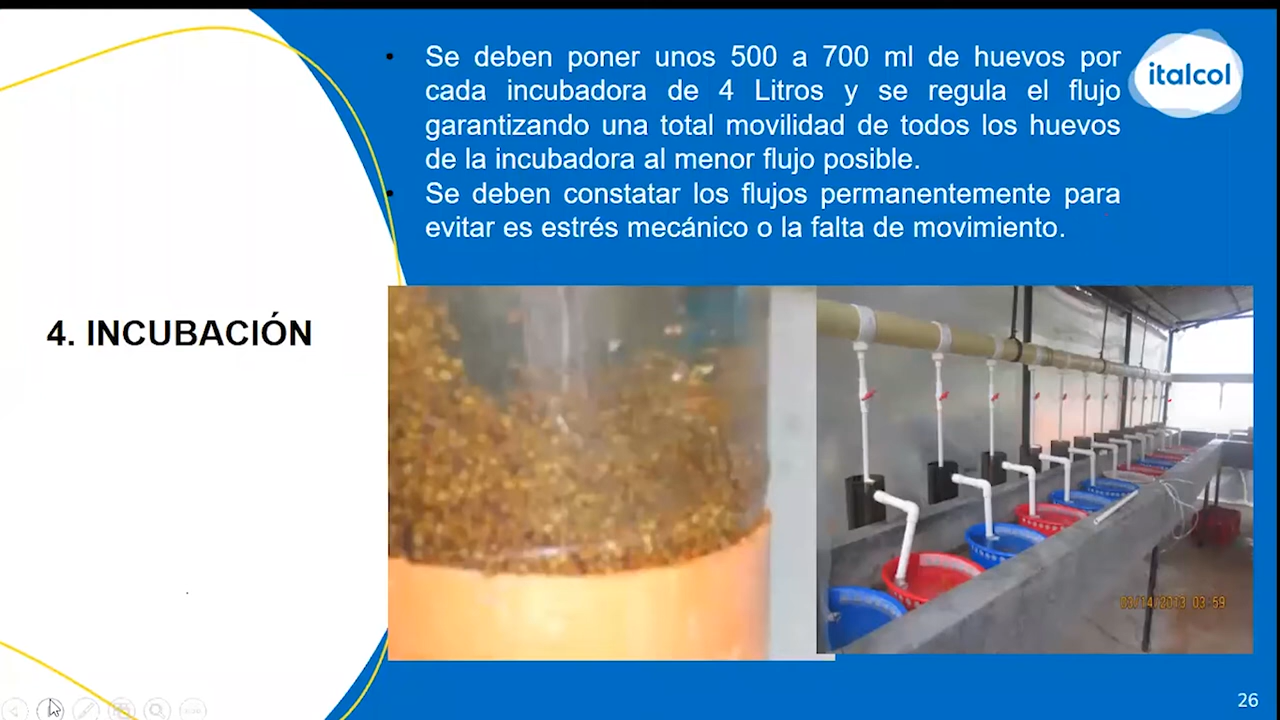 Se deben poner unos 500 a 700 ml de huevos por
cada incubadora de 4 Litros y se regula el flujo
garantizando una total movilidad de todos los huevos
de la incubadora al menor flujo posible.
Se deben constatar los flujos permanentemente para
evitar es estrés mecánico o la falta de movimiento.
italcol
4. INCUBACIÓN
03/14/2013 03:59
26